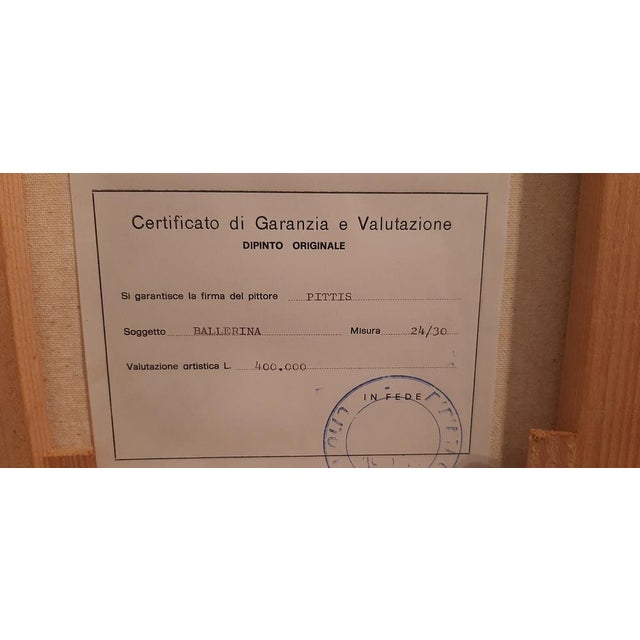 Certificato di Garanzia e Valutazione
DIPINTO ORIGINALE
Si garantisce la firma del pittore PITTIS
Soggetto BALLERINA Misura 24/30
Valutazione artistica L. 400.000
IN FEDE